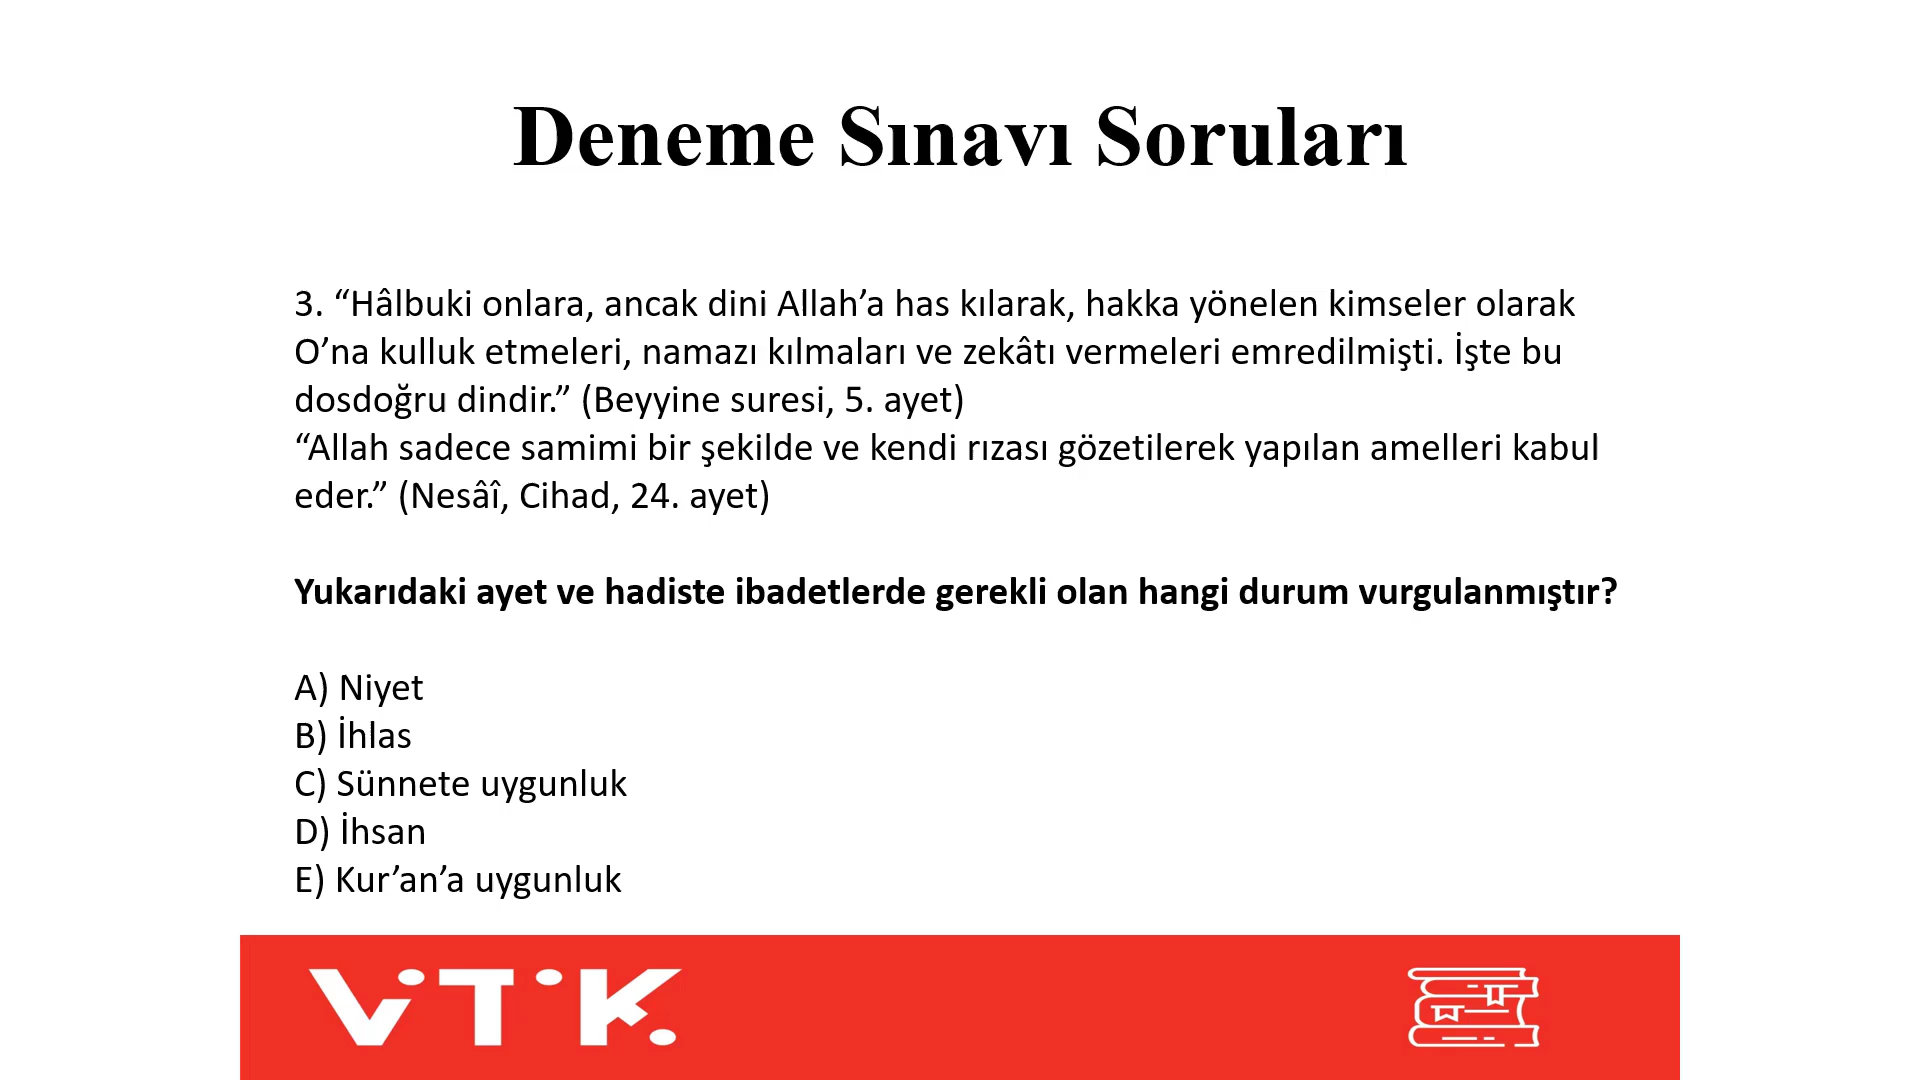 Deneme Sınavı Soruları
3. “Hâlbuki onlara, ancak dini Allah’a has kılarak, hakka yönelen kimseler olarak
O’na kulluk etmeleri, namazı kılmaları ve zekâtı vermeleri emredilmişti. İşte bu
dosdoğru dindir.” (Beyyine suresi, 5. ayet)
“Allah sadece samimi bir şekilde ve kendi rızası gözetilerek yapılan amelleri kabul
eder.” (Nesâî, Cihad, 24. ayet)
Yukarıdaki ayet ve hadiste ibadetlerde gerekli olan hangi durum vurgulanmıştır?
A) Niyet
B) İhlas
C) Sünnete uygunluk
D) İhsan
E) Kur’an’a uygunluk
ViTiK